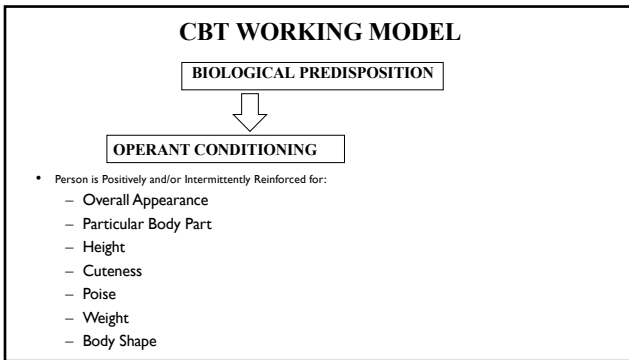 CBT WORKING MODEL
BIOLOGICAL PREDISPOSITION
OPERANT CONDITIONING
• Person is Positively and/or Intermittently Reinforced for:
– Overall Appearance
– Particular Body Part
– Height
– Cuteness
– Poise
– Weight
– Body Shape